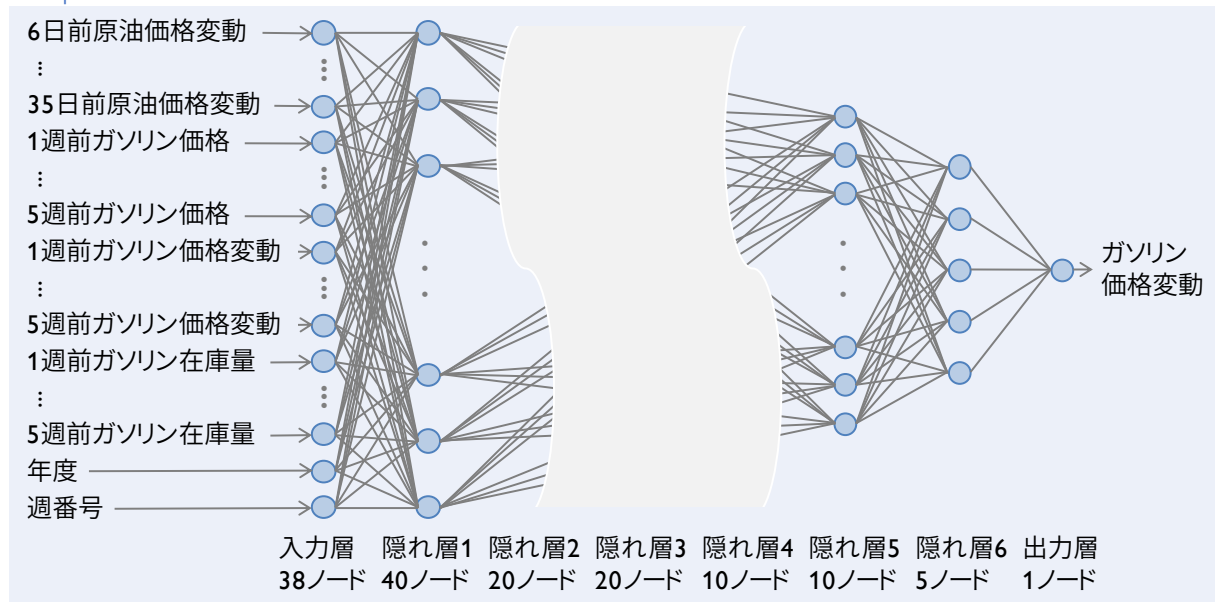 6日前原油価格変動
⋮
35日前原油価格変動
1週前ガソリン価格
⋮
5週前ガソリン価格
1週前ガソリン価格変動
⋮
5週前ガソリン価格変動
1週前ガソリン在庫量
⋮
5週前ガソリン在庫量
年度
週番号
ガソリン
価格変動
入力層 隠れ層1 隠れ層2 隠れ層3 隠れ層4 隠れ層5 隠れ層6 出力層
38ノード 40ノード 20ノード 20ノード 10ノード 10ノード 5ノード 1ノード